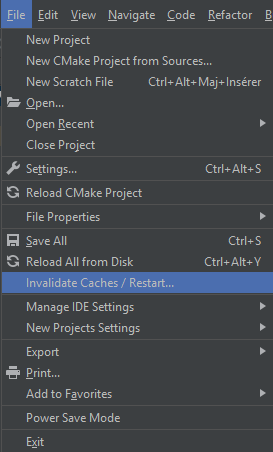 File Edit View Navigate Code Refactor B
New Project
New CMake Project from Sources...
New Scratch File Ctrl+Alt+Maj+Insérer
Open...
Open Recent
Close Project
Settings... Ctrl+Alt+S
Reload CMake Project
File Properties
Save All Ctrl+S
Reload All from Disk Ctrl+Alt+Y
Invalidate Caches / Restart...
Manage IDE Settings
New Projects Settings
Export
Print...
Add to Favorites
Power Save Mode
Exit